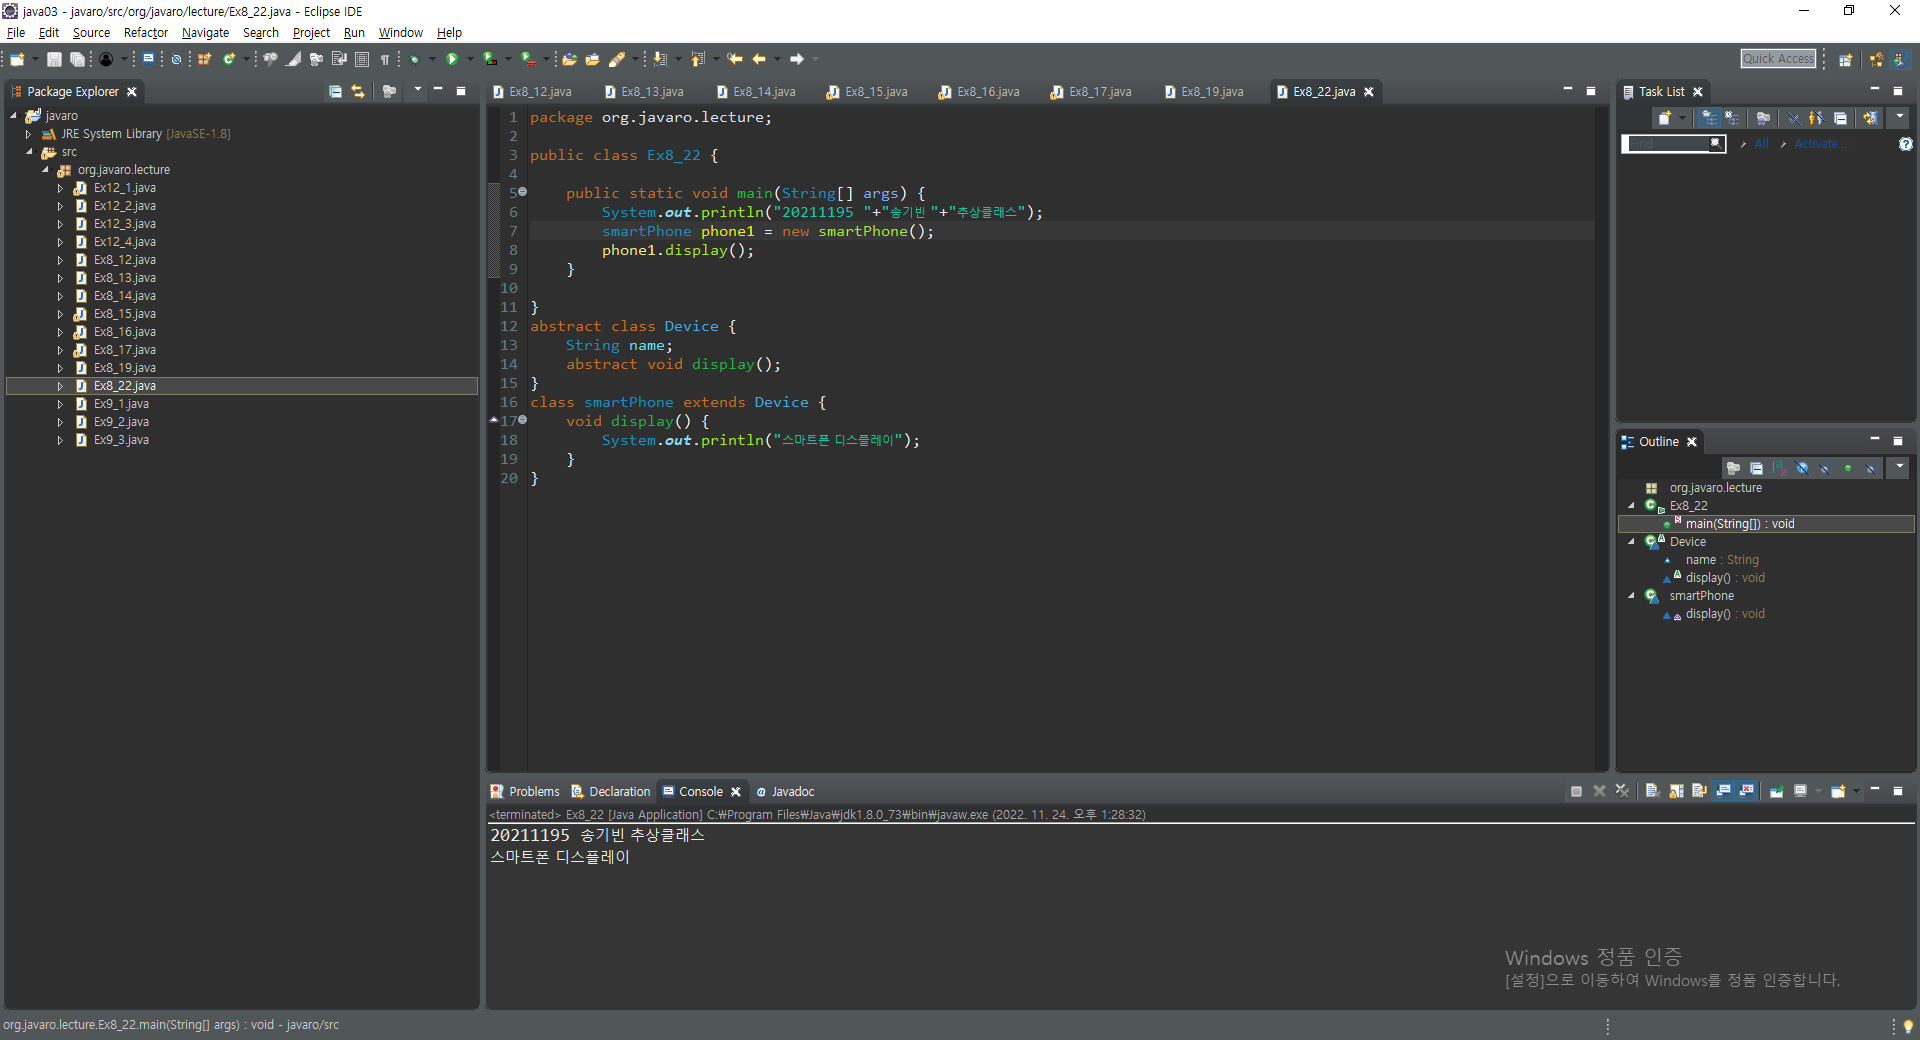 java03 - javaro/src/org/javaro/lecture/Ex8_22.java - Eclipse IDE
File Edit Source Refactor Navigate Search Project Run Window Help
Quick Access
Package Explorer
javaro
JRE System Library [JavaSE-1.8]
src
org.javaro.lecture
Ex12_1.java
Ex12_2.java
Ex12_3.java
Ex12_4.java
Ex8_12.java
Ex8_13.java
Ex8_14.java
Ex8_15.java
Ex8_16.java
Ex8_17.java
Ex8_19.java
Ex8_22.java
Ex9_1.java
Ex9_2.java
Ex9_3.java
Ex8_12.java Ex8_13.java Ex8_14.java Ex8_15.java Ex8_16.java Ex8_17.java Ex8_19.java Ex8_22.java
1 package org.javaro.lecture;
2
3 public class Ex8_22 {
4
5 public static void main(String[] args) {
6 System.out.println("20211195 "+"송기빈 "+"추상클래스");
7 smartPhone phone1 = new smartPhone();
8 phone1.display();
9 }
10
11 }
12 abstract class Device {
13 String name;
14 abstract void display();
15 }
16 class smartPhone extends Device {
17 void display() {
18 System.out.println("스마트폰 디스플레이");
19 }
20 }
Task List
Find All Activate...
Outline
org.javaro.lecture
Ex8_22
main(String[]) : void
Device
name : String
display() : void
smartPhone
display() : void
Problems Declaration Console Javadoc
<terminated> Ex8_22 [Java Application] C:₩Program Files₩Java₩jdk1.8.0_73₩bin₩javaw.exe (2022. 11. 24. 오후 1:28:32)
20211195 송기빈 추상클래스
스마트폰 디스플레이
Windows 정품 인증
[설정]으로 이동하여 Windows를 정품 인증합니다.
org.javaro.lecture.Ex8_22.main(String[] args) : void - javaro/src